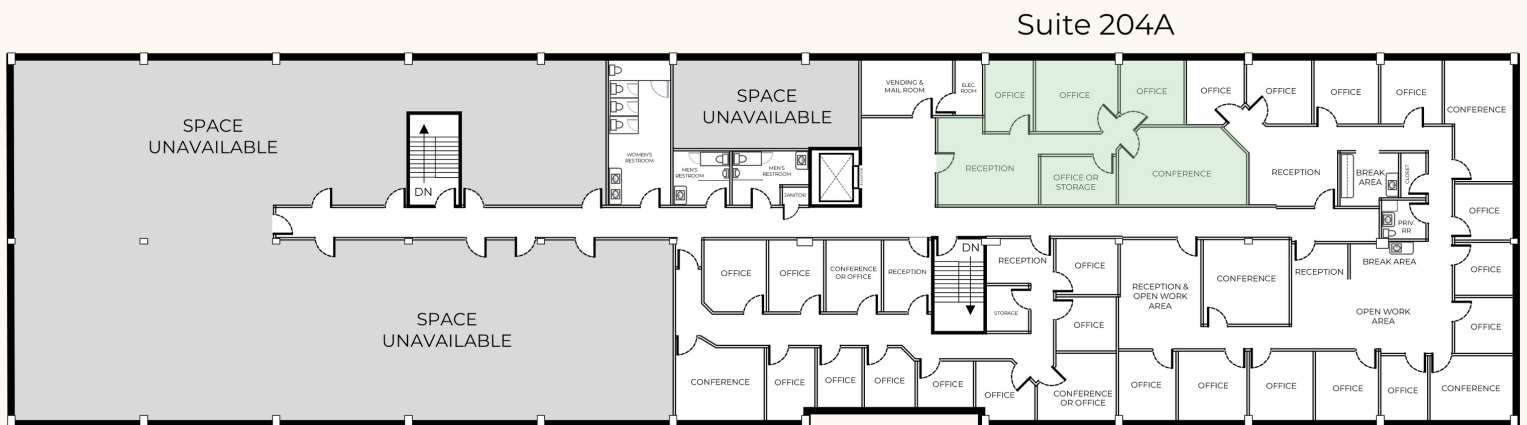 Suite 204A
SPACE
UNAVAILABLE
DN
WOMEN'S
RESTROOM
SPACE
UNAVAILABLE
MEN'S
RESTROOM
MEN'S
RESTROOM
JANITOR
VENDING &
MAIL ROOM
ELEC.
ROOM
OFFICE
OFFICE
OFFICE
OFFICE
OFFICE
OFFICE
OFFICE
CONFERENCE
RECEPTION
OFFICE OR
STORAGE
CONFERENCE
RECEPTION
BREAK
AREA
CLOSET
PRIV.
RR
OFFICE
SPACE
UNAVAILABLE
OFFICE
OFFICE
CONFERENCE
OR OFFICE
RECEPTION
DN
RECEPTION
STORAGE
OFFICE
OFFICE
RECEPTION &
OPEN WORK
AREA
CONFERENCE
RECEPTION
BREAK AREA
OPEN WORK
AREA
OFFICE
OFFICE
CONFERENCE
OFFICE
OFFICE
OFFICE
OFFICE
OFFICE
CONFERENCE
OR OFFICE
OFFICE
OFFICE
OFFICE
OFFICE
OFFICE
CONFERENCE